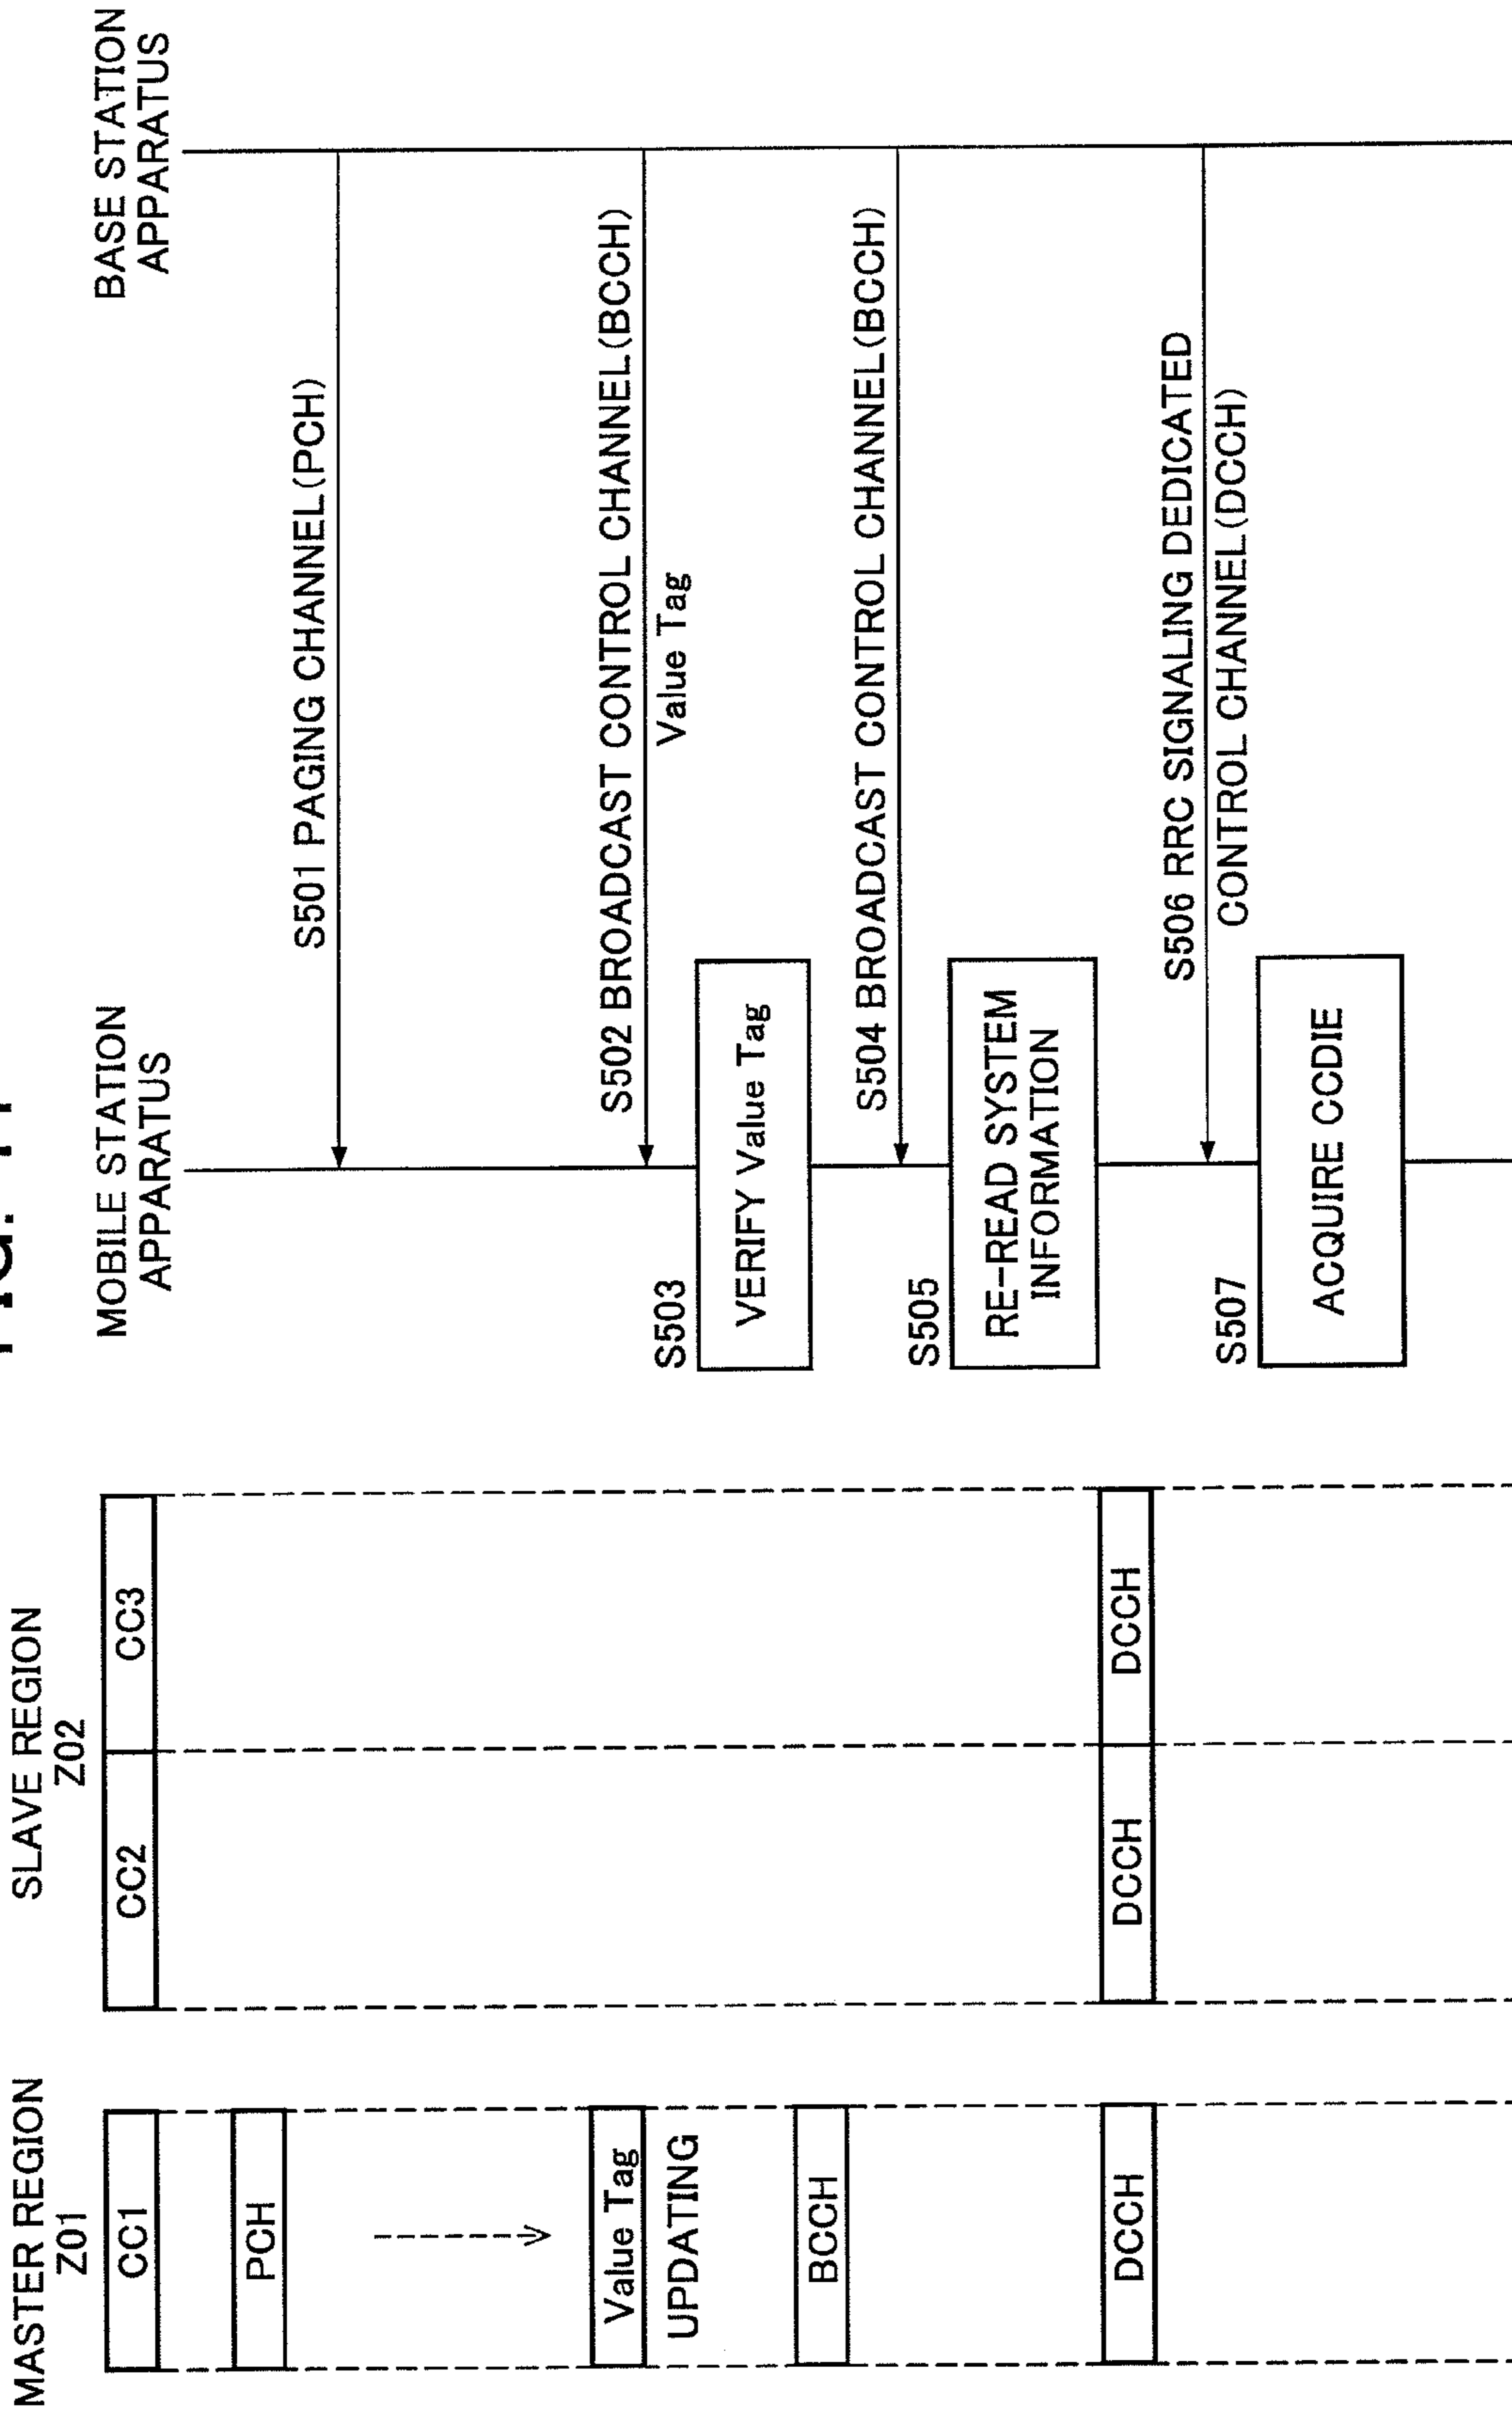 MASTER REGION
Z01
SLAVE REGION
Z02
CC1
CC2
CC3
PCH
Value Tag
UPDATING
BCCH
DCCH
DCCH
DCCH
MOBILE STATION
APPARATUS
BASE STATION
APPARATUS
S501 PAGING CHANNEL(PCH)
S502 BROADCAST CONTROL CHANNEL(BCCH)
Value Tag
S503
VERIFY Value Tag
S504 BROADCAST CONTROL CHANNEL(BCCH)
S505
RE-READ SYSTEM
INFORMATION
S506 RRC SIGNALING DEDICATED
CONTROL CHANNEL(DCCH)
S507
ACQUIRE CCDIE